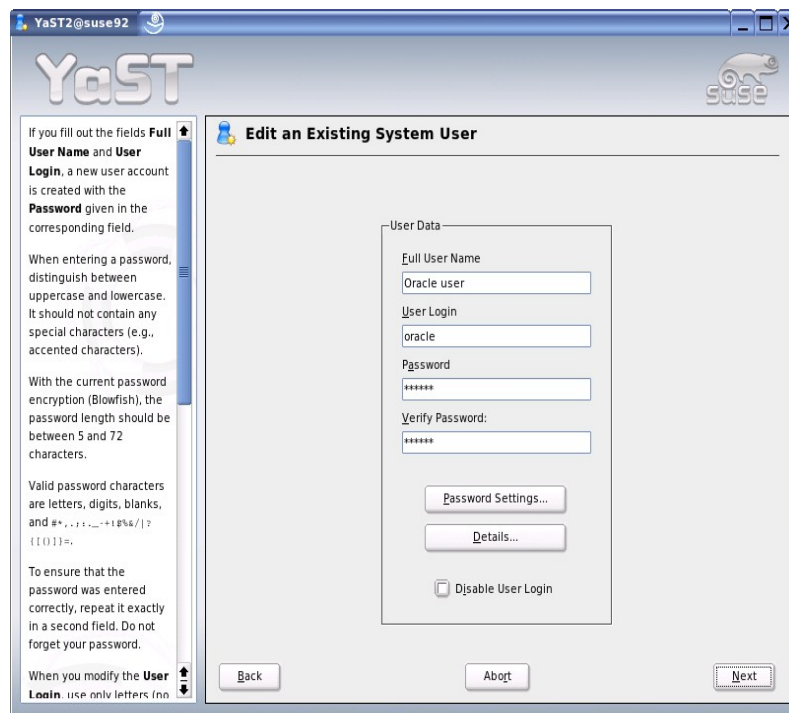 YaST2@suse92
YaST
suse
If you fill out the fields Full
User Name and User
Login, a new user account
is created with the
Password given in the
corresponding field.
When entering a password,
distinguish between
uppercase and lowercase.
It should not contain any
special characters (e.g.,
accented characters).
With the current password
encryption (Blowfish), the
password length should be
between 5 and 72
characters.
Valid password characters
are letters, digits, blanks,
and #*,.;:._-+!$%&/|?
{[()]}=.
To ensure that the
password was entered
correctly, repeat it exactly
in a second field. Do not
forget your password.
When you modify the User
Login, use only letters (no
Edit an Existing System User
User Data
Full User Name
Oracle user
User Login
oracle
Password
******
Verify Password:
******
Password Settings...
Details...
Disable User Login
Back
Abort
Next